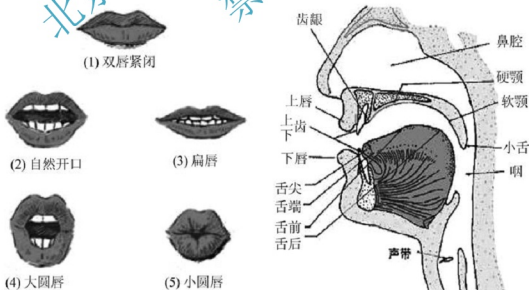 (1) 双唇紧闭
(2) 自然开口
(3) 扁唇
(4) 大圆唇
(5) 小圆唇
齿龈
鼻腔
硬颚
上唇
软颚
上齿
下
小舌
下唇
咽
舌尖
舌端
舌前
舌后
声带